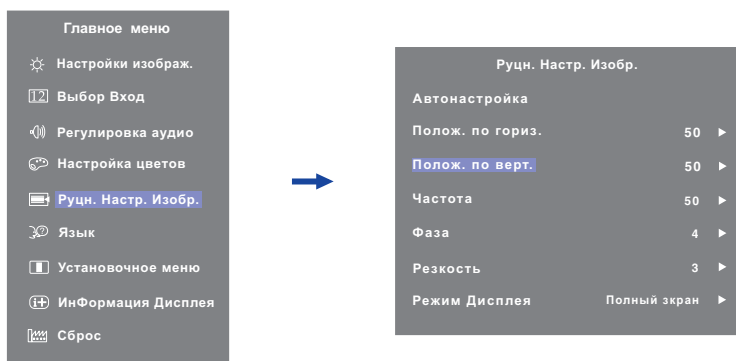 Главное меню
Настройки изображ.
12 Выбор Вход
Регулировка аудио
Настройка цветов
Руцн. Настр. Изобр.
? Язык
Установочное меню
i+ ИнФормация Дисплея
Сброс
Руцн. Настр. Изобр.
Автонастройка
Полож. по гориз. 50
Полож. по верт. 50
Частота 50
Фаза 4
Резкость 3
Режим Дисплея Полный зкран